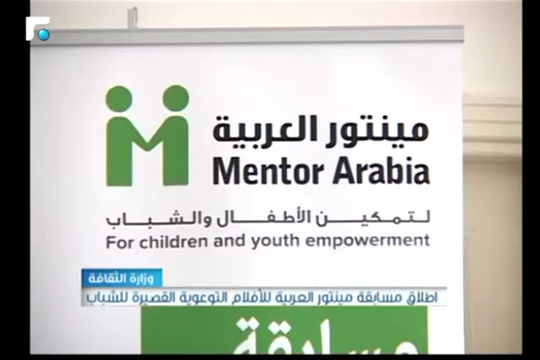 مينتور العربية
Mentor Arabia
لتمكين الأطفال والشباب
For children and youth empowerment
وزارة الثقافة
اطلاق مسابقة مينتور العربية للأفلام التوعوية القصيرة للشباب
مسابقة